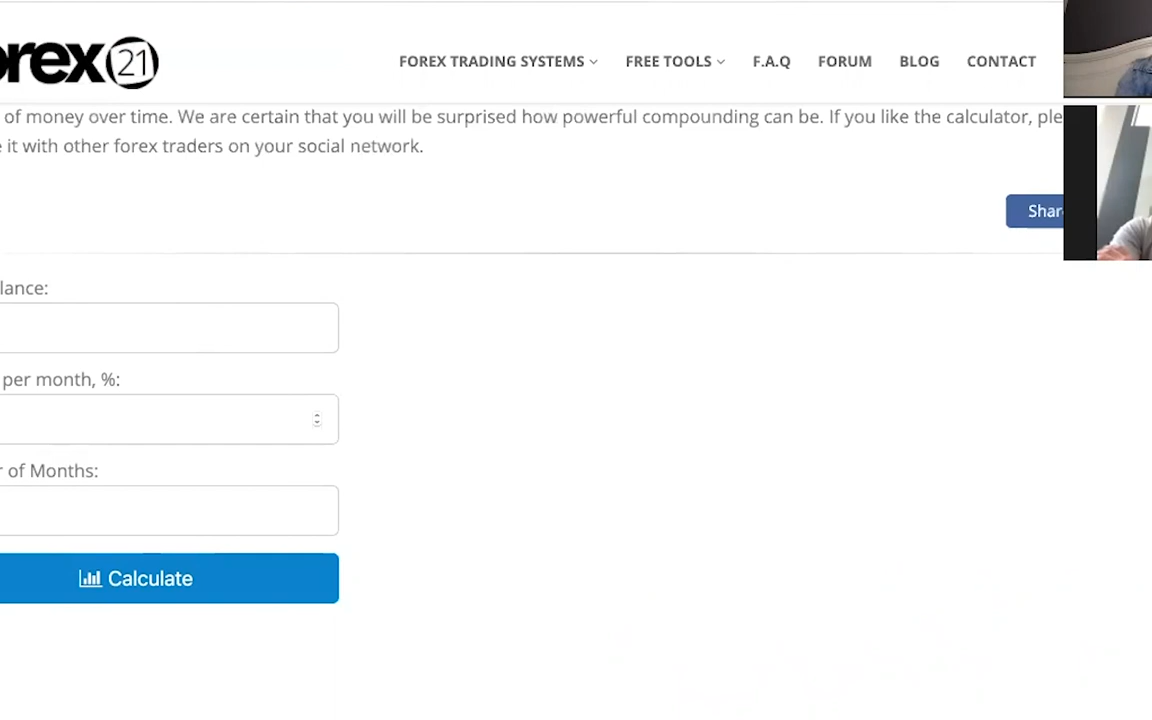 orex 21
FOREX TRADING SYSTEMS FREE TOOLS F.A.Q FORUM BLOG CONTACT
of money over time. We are certain that you will be surprised how powerful compounding can be. If you like the calculator, ple
it with other forex traders on your social network.
Shar
lance:
per month, %:
of Months:
Calculate